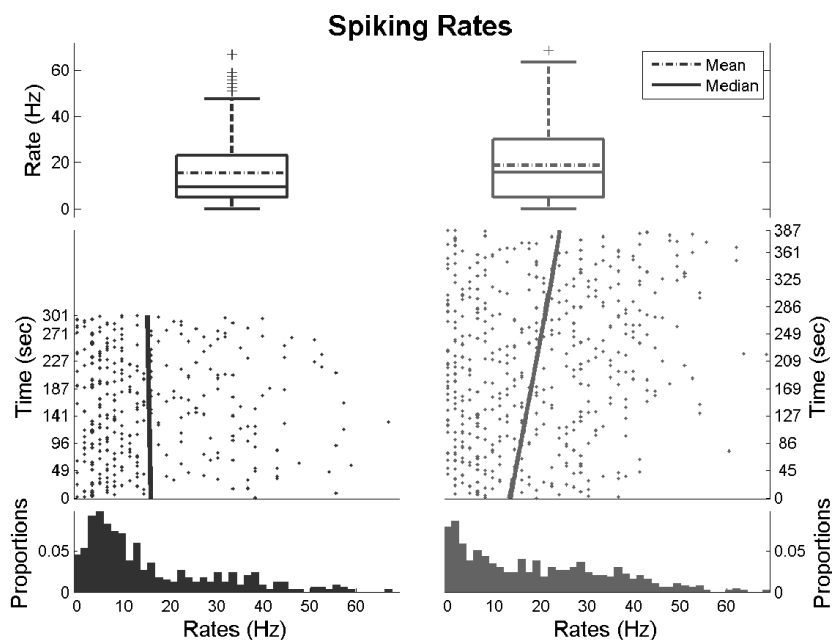 Spiking Rates
Rate (Hz)
60
40
20
0
Mean
Median
Time (sec)
301
271
227
187
141
96
49
0
387
361
325
286
249
209
169
127
86
45
0
Time (sec)
Proportions
0.05
0
0 10 20 30 40 50 60
Rates (Hz)
0.05
0
Proportions
0 10 20 30 40 50 60
Rates (Hz)